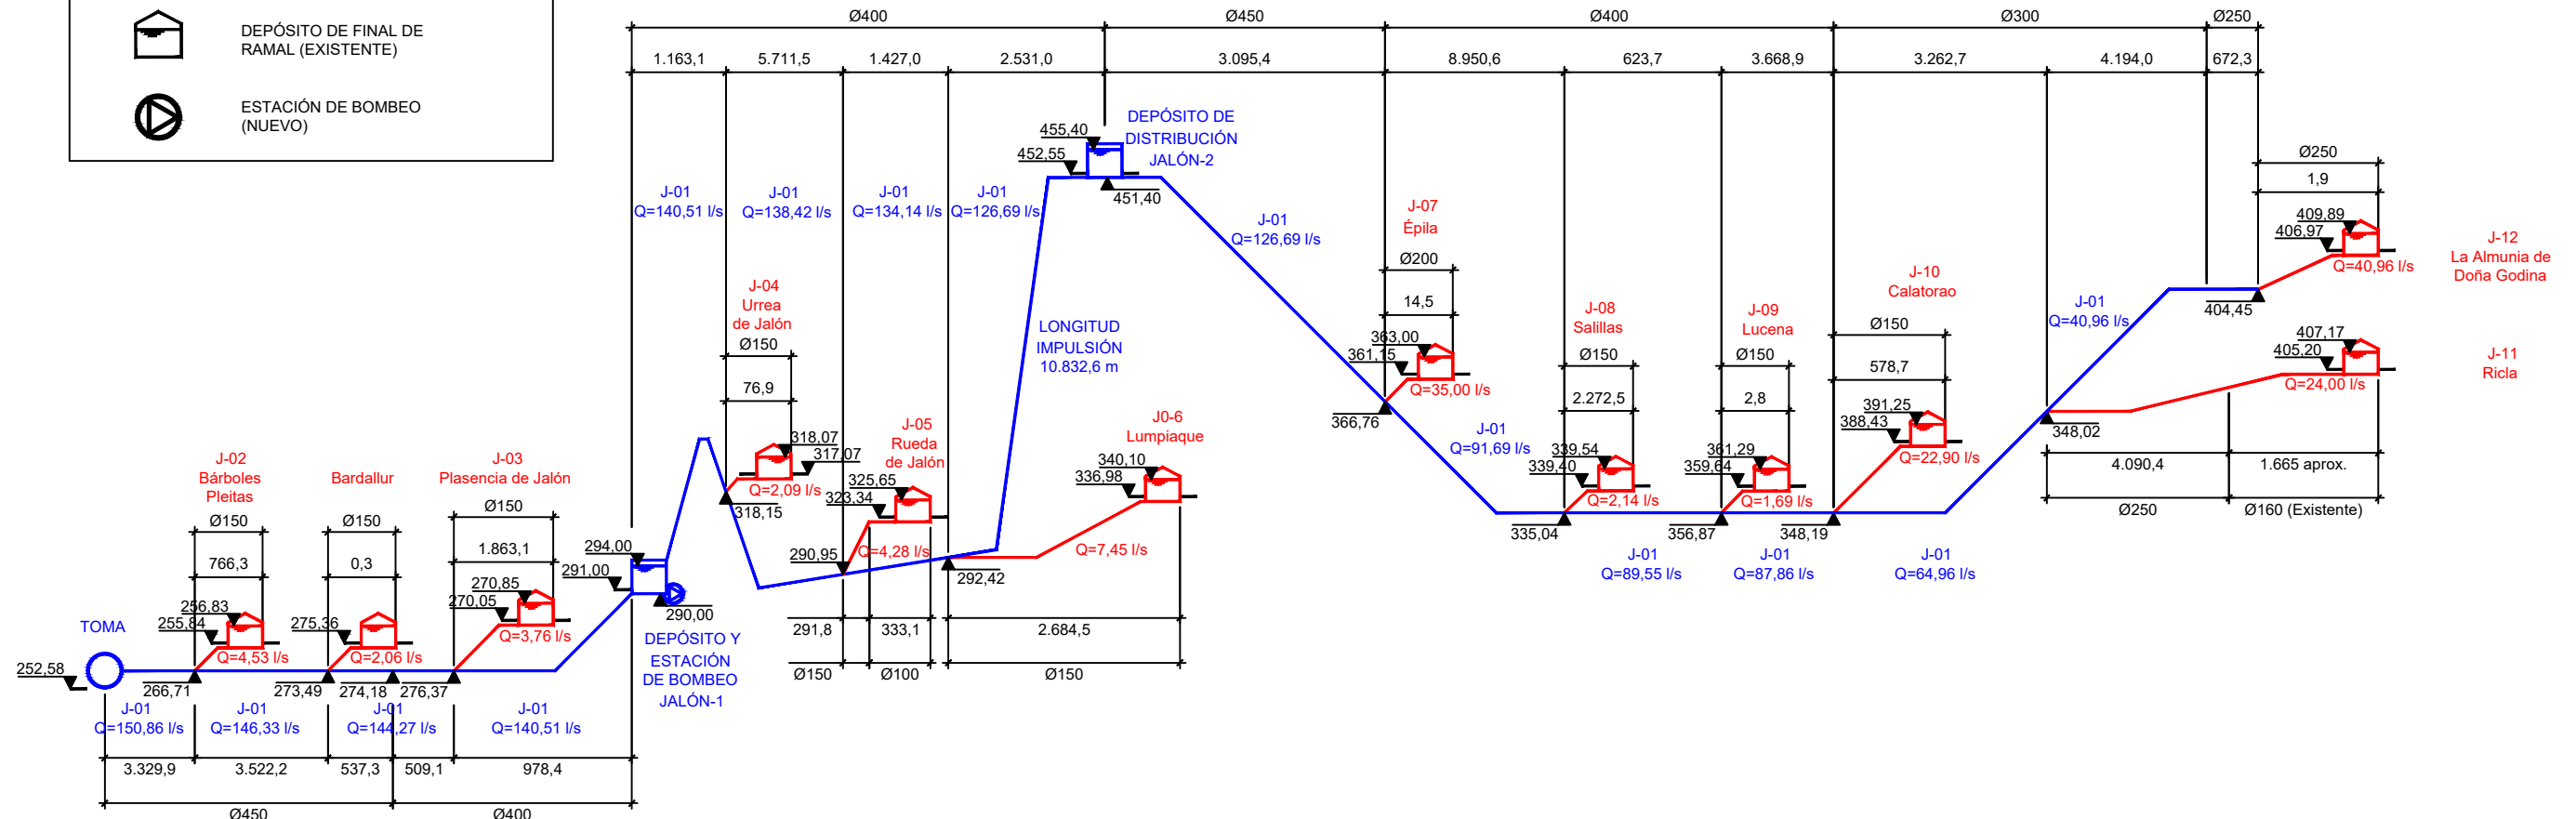 DEPÓSITO DE FINAL DE
RAMAL (EXISTENTE)
ESTACIÓN DE BOMBEO
(NUEVO)
Ø400
Ø450
Ø400
Ø300
Ø250
1.163,1
5.711,5
1.427,0
2.531,0
3.095,4
8.950,6
623,7
3.668,9
3.262,7
4.194,0
672,3
455,40
452,55
451,40
DEPÓSITO DE
DISTRIBUCIÓN
JALÓN-2
J-01
Q=140,51 l/s
J-01
Q=138,42 l/s
J-01
Q=134,14 l/s
J-01
Q=126,69 l/s
J-01
Q=126,69 l/s
J-07
Épila
Ø200
14,5
363,00
361,15
Q=35,00 l/s
366,76
Ø250
1,9
409,89
406,97
Q=40,96 l/s
J-12
La Almunia de
Doña Godina
404,45
J-01
Q=40,96 l/s
407,17
405,20
Q=24,00 l/s
J-11
Ricla
348,02
4.090,4
1.665 aprox.
Ø250
Ø160 (Existente)
J-04
Urrea
de Jalón
Ø150
76,9
318,07
317,07
Q=2,09 l/s
318,15
LONGITUD
IMPULSIÓN
10.832,6 m
J-05
Rueda
de Jalón
325,65
323,34
Q=4,28 l/s
290,95
J0-6
Lumpiaque
340,10
336,98
Q=7,45 l/s
292,42
J-01
Q=91,69 l/s
J-08
Salillas
Ø150
2.272,5
339,54
339,40
Q=2,14 l/s
335,04
J-09
Lucena
Ø150
2,8
361,29
359,64
Q=1,69 l/s
356,87
J-10
Calatorao
Ø150
578,7
391,25
388,43
Q=22,90 l/s
348,19
J-01
Q=89,55 l/s
J-01
Q=87,86 l/s
J-01
Q=64,96 l/s
J-02
Bárboles
Pleitas
Ø150
766,3
256,83
255,84
Q=4,53 l/s
266,71
Bardallur
Ø150
0,3
275,36
Q=2,06 l/s
273,49
274,18
J-03
Plasencia de Jalón
Ø150
1.863,1
270,85
270,05
Q=3,76 l/s
276,37
294,00
291,00
290,00
DEPÓSITO Y
ESTACIÓN
DE BOMBEO
JALÓN-1
291,8
333,1
2.684,5
Ø150
Ø100
Ø150
TOMA
252,58
J-01
Q=150,86 l/s
J-01
Q=146,33 l/s
J-01
Q=144,27 l/s
J-01
Q=140,51 l/s
3.329,9
3.522,2
537,3
509,1
978,4
Ø450
Ø400